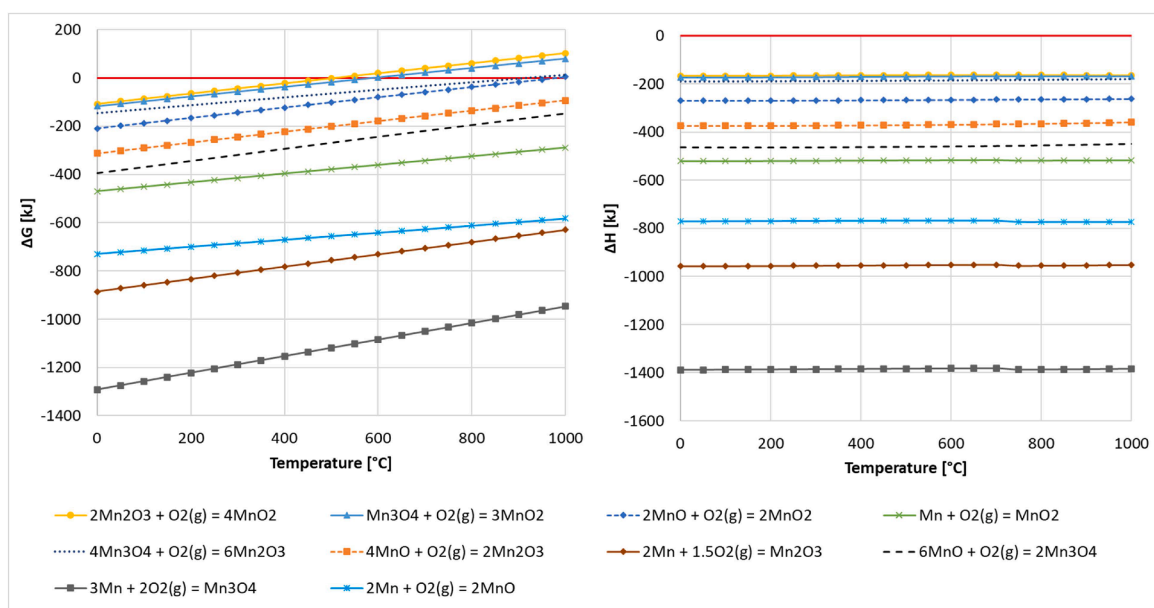 200
0
-200
-400
-600
-800
-1000
-1200
-1400
ΔG [kJ]
0 200 400 600 800 1000
Temperature [°C]
0
-200
-400
-600
-800
-1000
-1200
-1400
-1600
ΔH [kJ]
0 200 400 600 800 1000
Temperature [°C]
2Mn2O3 + O2(g) = 4MnO2 Mn3O4 + O2(g) = 3MnO2 2MnO + O2(g) = 2MnO2 Mn + O2(g) = MnO2
4Mn3O4 + O2(g) = 6Mn2O3 4MnO + O2(g) = 2Mn2O3 2Mn + 1.5O2(g) = Mn2O3 6MnO + O2(g) = 2Mn3O4
3Mn + 2O2(g) = Mn3O4 2Mn + O2(g) = 2MnO